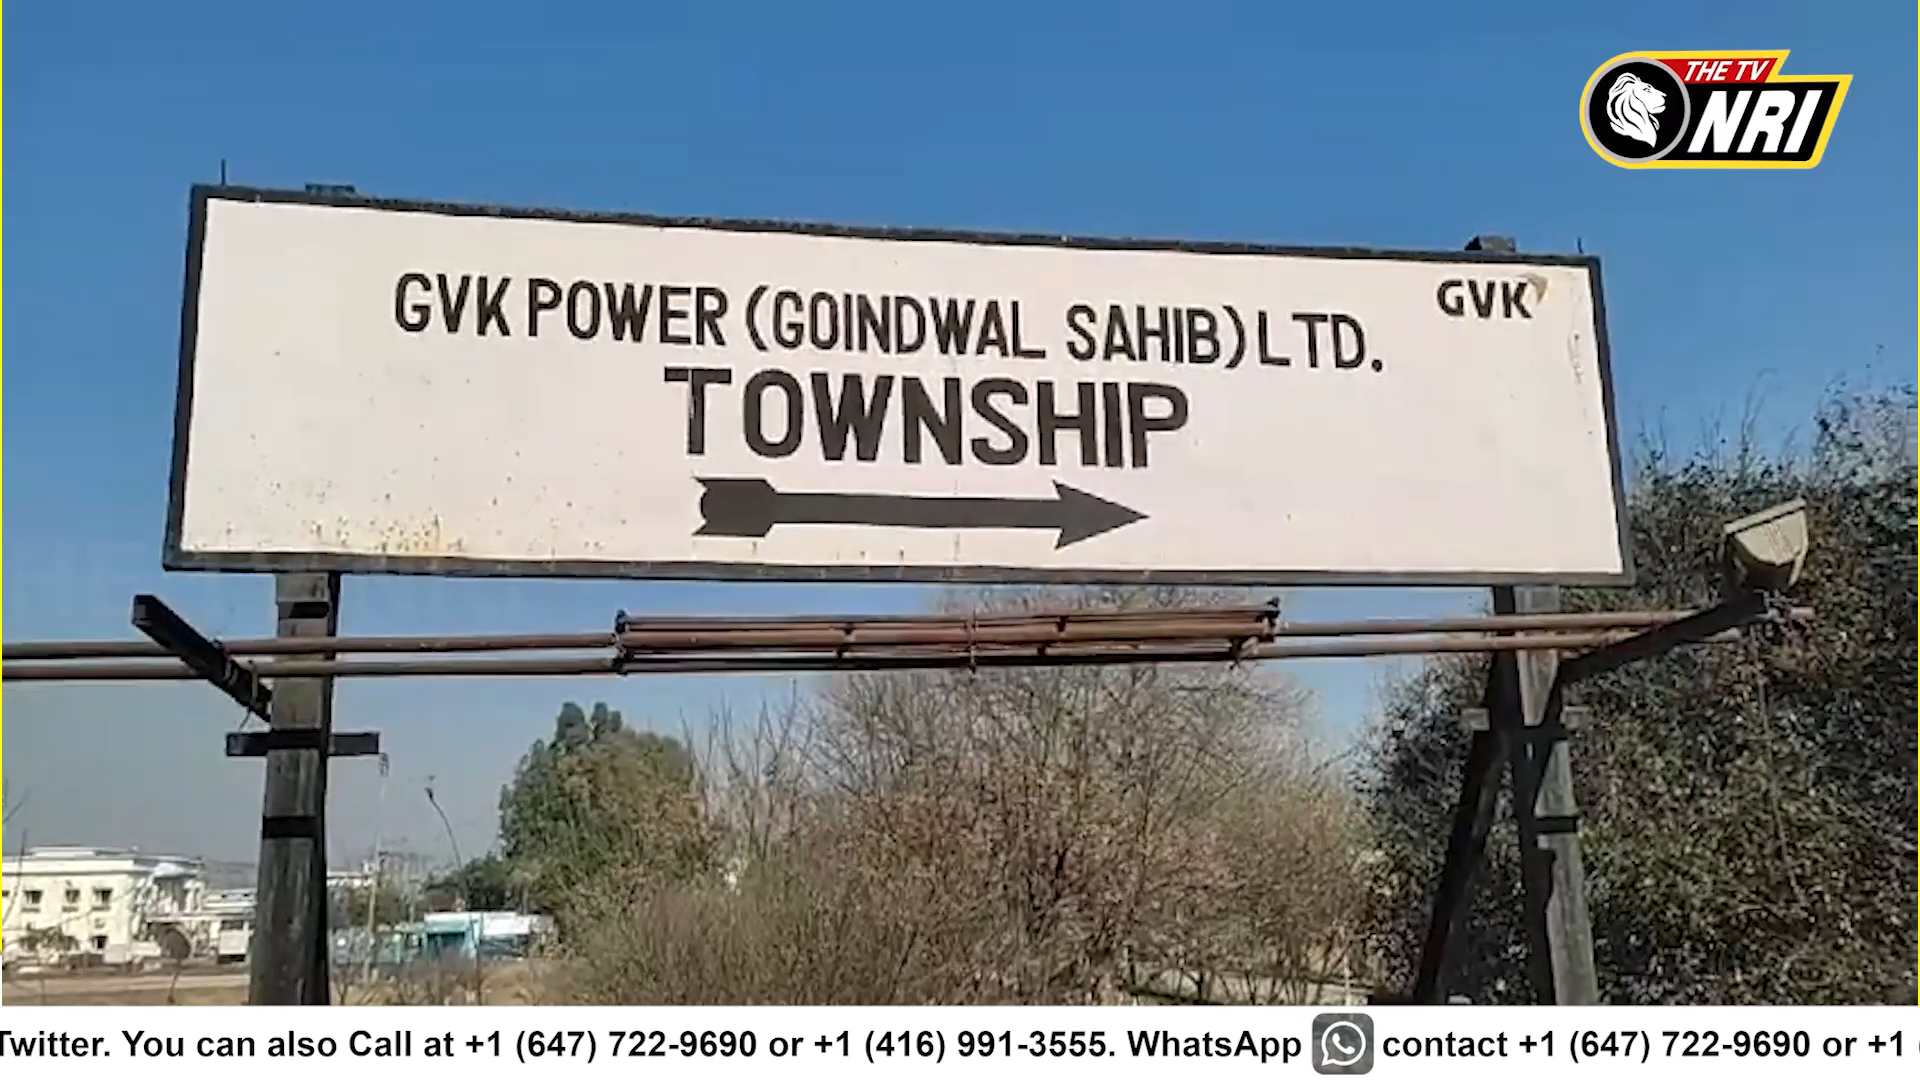 THE TV
NRI
GVK
GVK POWER (GOINDWAL SAHIB) LTD.
TOWNSHIP
Twitter. You can also Call at +1 (647) 722-9690 or +1 (416) 991-3555. WhatsApp contact +1 (647) 722-9690 or +1